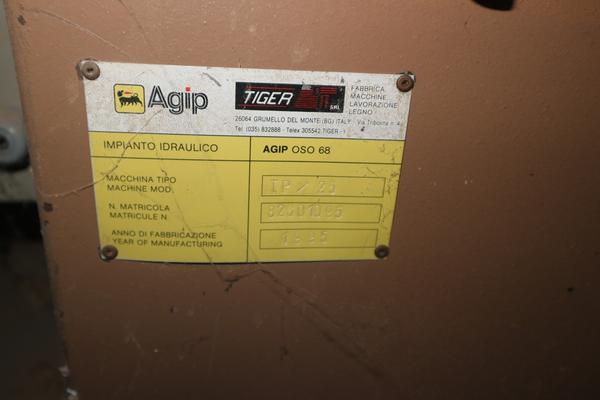 Agip
TIGER
SRL
FABBRICA
MACCHINE
LAVORAZIONE
LEGNO
26064 GRUMELLO DEL MONTE (BG) ITALY Via Tribolina n. 4
Tel. (035) 832888 - Telex 305542 TIGER - I
IMPIANTO IDRAULICO AGIP OSO 68
MACCHINA TIPO
MACHINE MOD.
N. MATRICOLA
MATRICULE N.
ANNO DI FABBRICAZIONE
YEAR OF MANUFACTURING